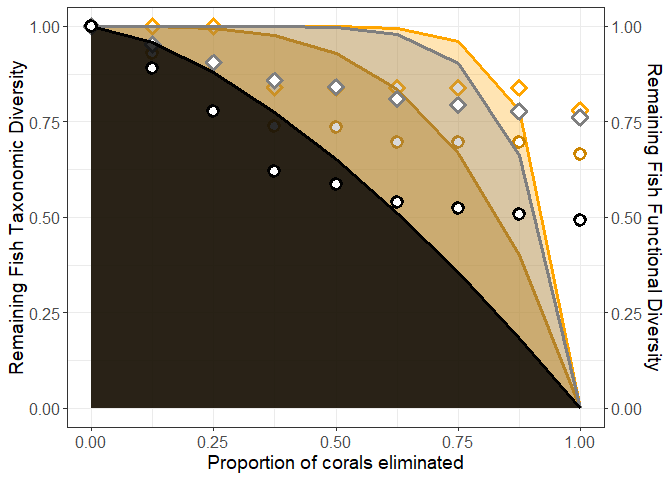 Remaining Fish Taxonomic Diversity
1.00
0.75
0.50
0.25
0.00
0.00 0.25 0.50 0.75 1.00
Proportion of corals eliminated
1.00
0.75
0.50
0.25
0.00
Remaining Fish Functional Diversity